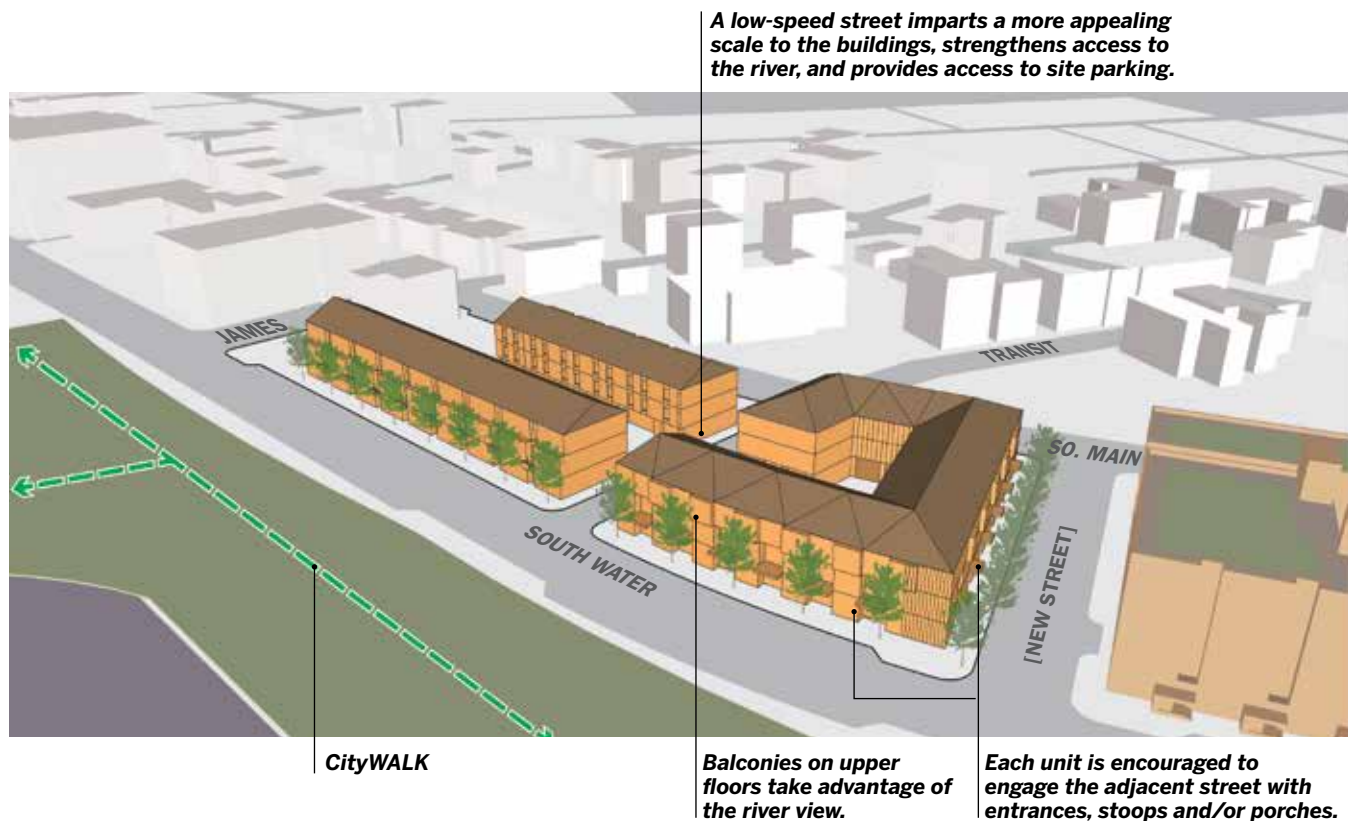 A low-speed street imparts a more appealing
scale to the buildings, strengthens access to
the river, and provides access to site parking.
JAMES
TRANSIT
SO. MAIN
SOUTH WATER
[NEW STREET]
CityWALK
Balconies on upper
floors take advantage of
the river view.
Each unit is encouraged to
engage the adjacent street with
entrances, stoops and/or porches.